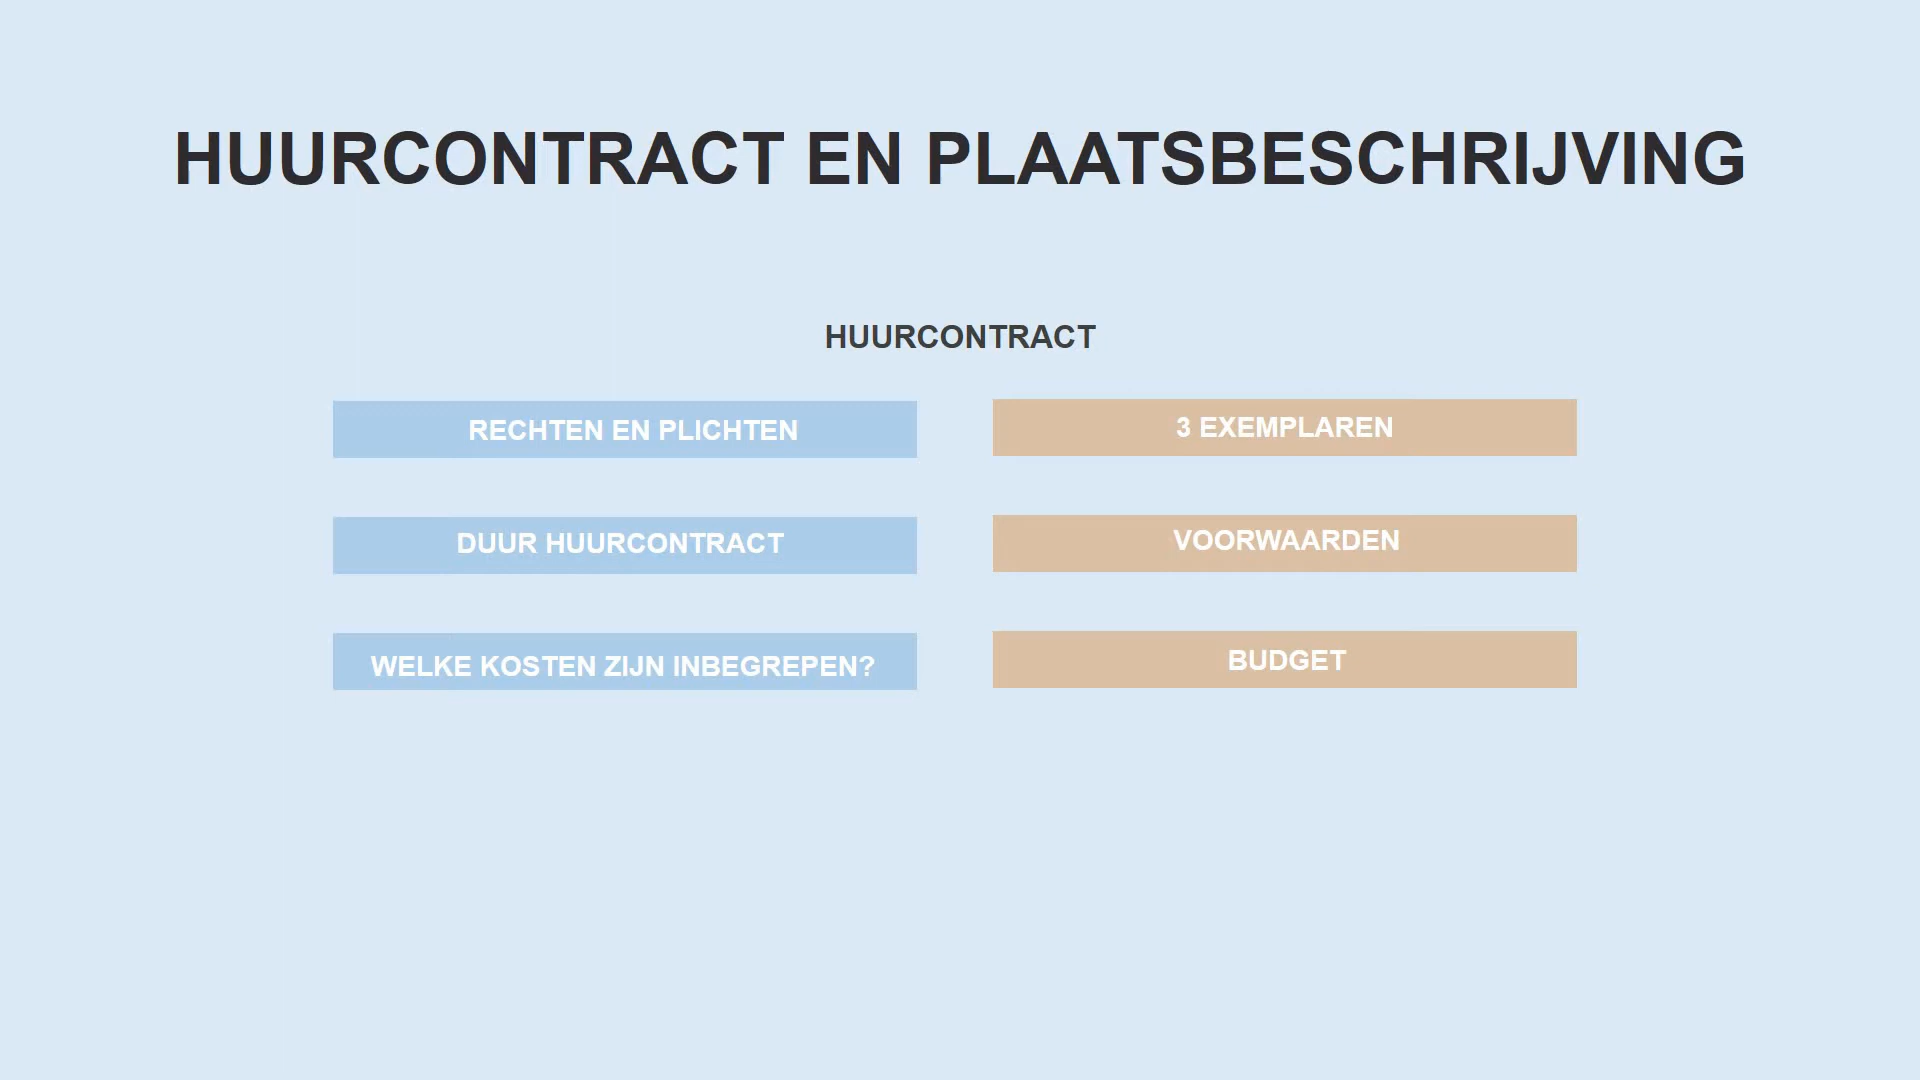 HUURCONTRACT EN PLAATSBESCHRIJVING
HUURCONTRACT
RECHTEN EN PLICHTEN
3 EXEMPLAREN
DUUR HUURCONTRACT
VOORWAARDEN
WELKE KOSTEN ZIJN INBEGREPEN?
BUDGET